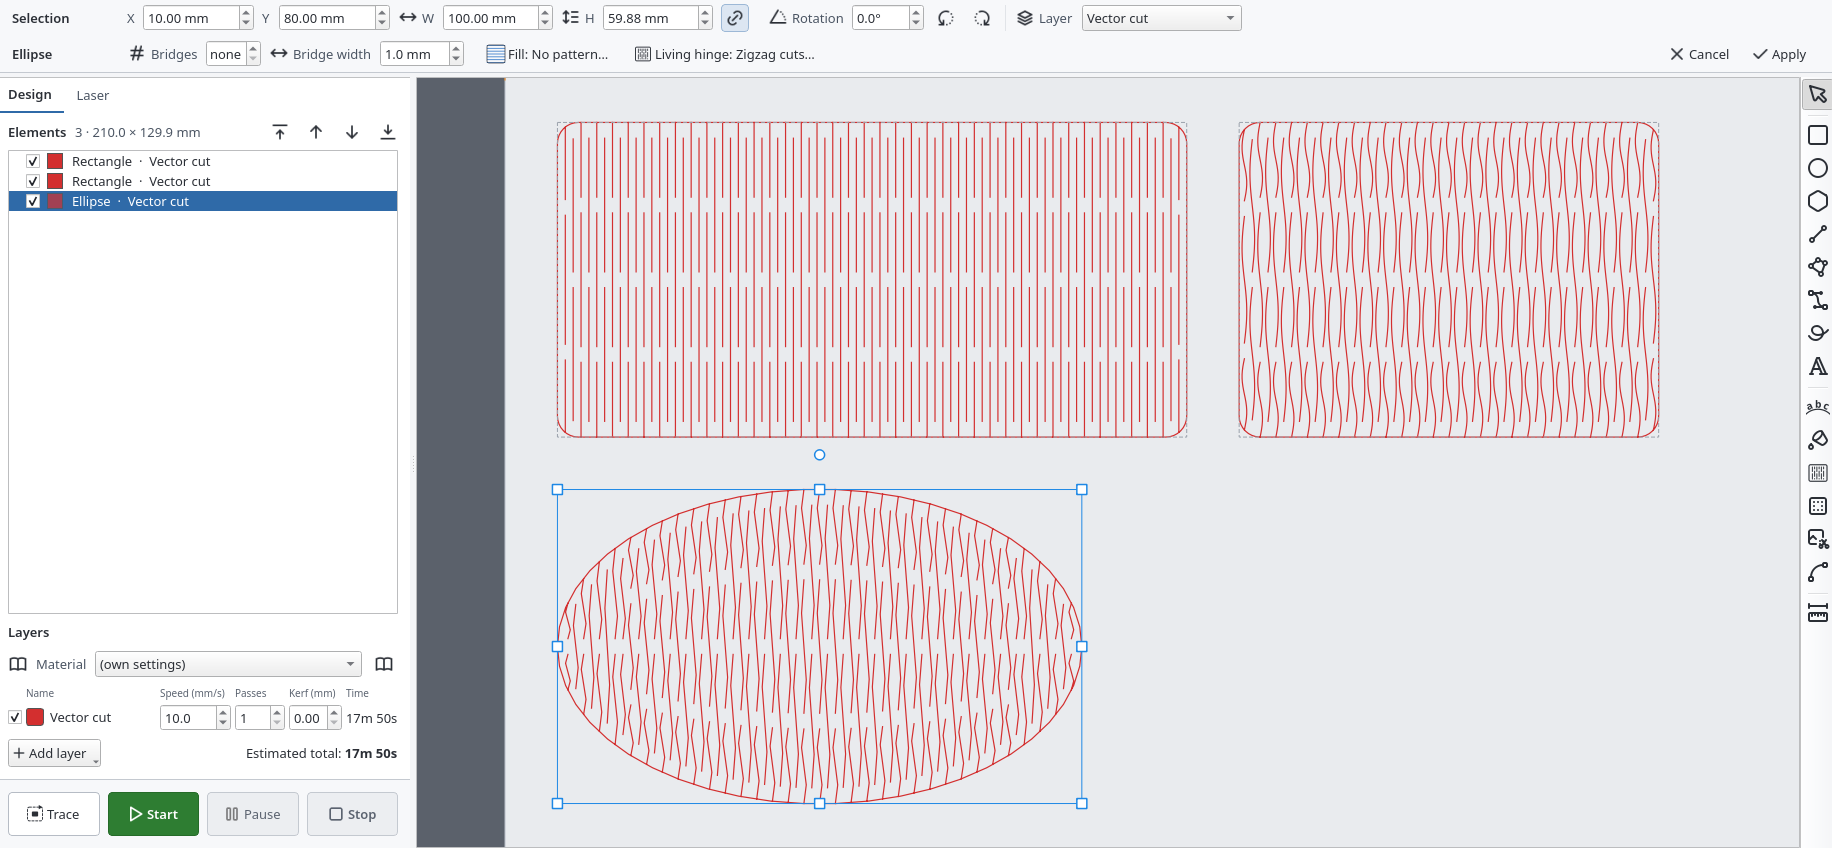 Selection X 10.00 mm Y 80.00 mm W 100.00 mm H 59.88 mm Rotation 0.0° Layer Vector cut
Ellipse Bridges none Bridge width 1.0 mm Fill: No pattern... Living hinge: Zigzag cuts... Cancel Apply
Design Laser
Elements 3 · 210.0 × 129.9 mm
Rectangle · Vector cut
Rectangle · Vector cut
Ellipse · Vector cut
Layers
Material (own settings)
Name Speed (mm/s) Passes Kerf (mm) Time
Vector cut 10.0 1 0.00 17m 50s
+ Add layer Estimated total: 17m 50s
Trace Start Pause Stop
A
abc